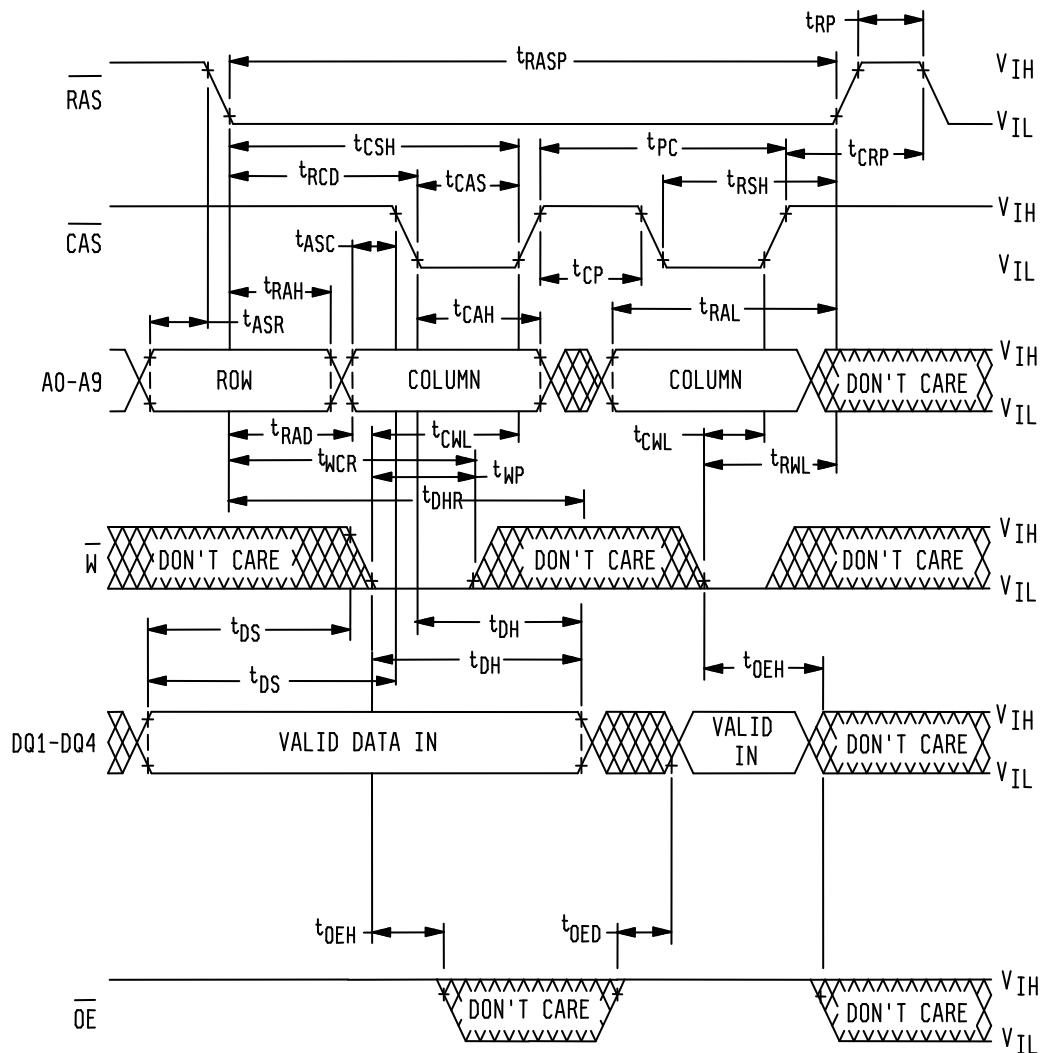 tRP
tRASP
RAS
VIH
VIL
tCSH
tPC
tCRP
tRCD
tCAS
tRSH
CAS
VIH
VIL
tASC
tCP
tRAH
tASR
tCAH
tRAL
A0-A9
ROW
COLUMN
COLUMN
DON'T CARE
VIH
VIL
tRAD
tCWL
tCWL
tWCR
tWP
tRWL
tDHR
W
DON'T CARE
DON'T CARE
DON'T CARE
VIH
VIL
tDS
tDH
tDH
tDS
tOEH
DQ1-DQ4
VALID DATA IN
VALID
IN
DON'T CARE
VIH
VIL
tOEH
tOED
OE
DON'T CARE
DON'T CARE
VIH
VIL